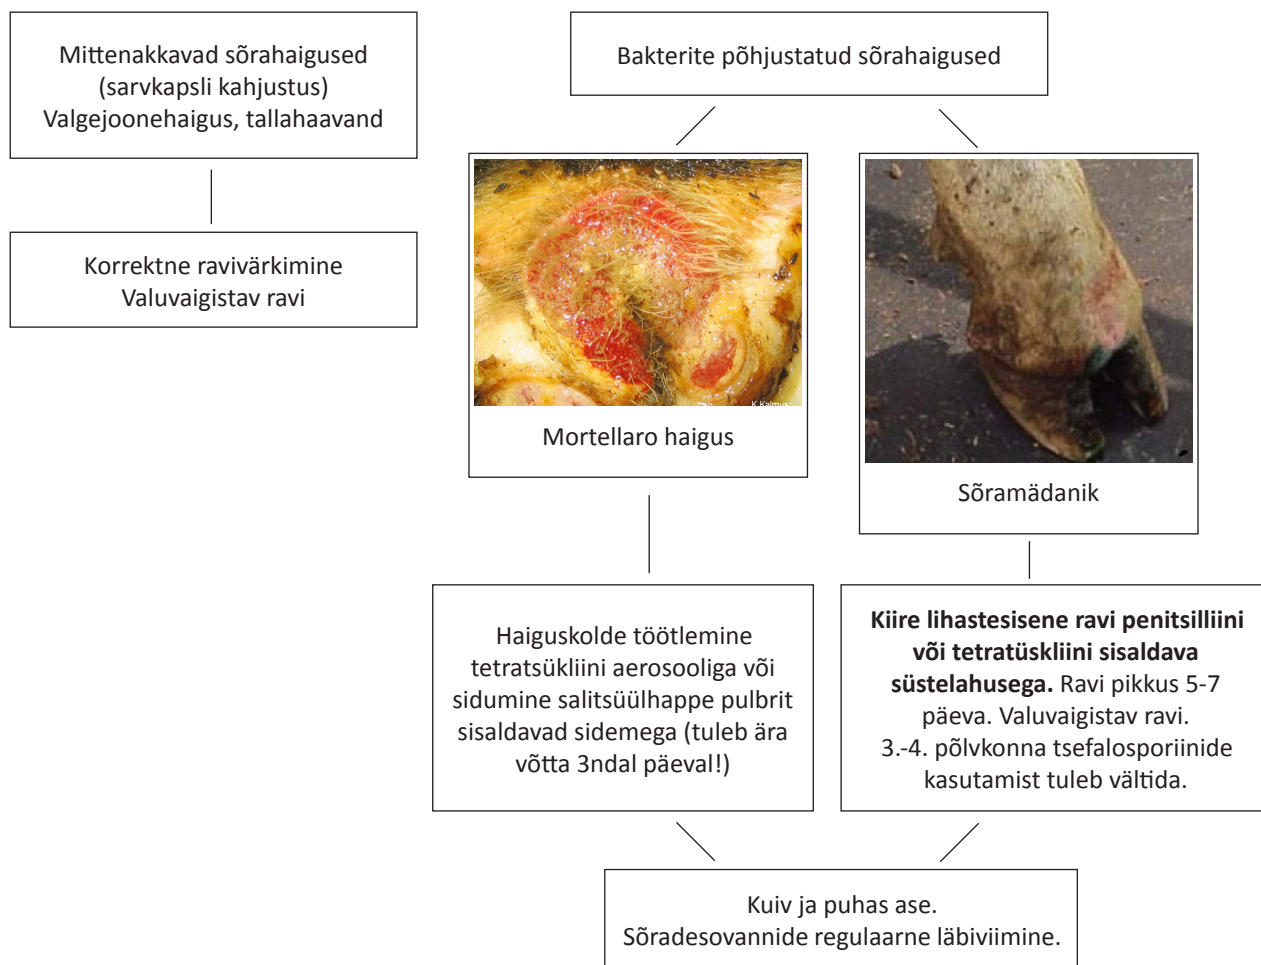 Mittenakkavad sõrahaigused
(sarvkapsli kahjustus)
Valgejoonehaigus, tallahaavand
Korrektne ravivärkimine
Valuvaigistav ravi
Bakterite põhjustatud sõrahaigused
K.Kalmus
Mortellaro haigus
Sõramädanik
Haiguskolde töötlemine
tetratsükliini aerosooliga või
sidumine salitsüülhappe pulbrit
sisaldavad sidemega (tuleb ära
võtta 3ndal päeval!)
Kiire lihastesisene ravi penitsilliini
või tetratüskliini sisaldava
süstelahusega. Ravi pikkus 5-7
päeva. Valuvaigistav ravi.
3.-4. põlvkonna tsefalosporiinide
kasutamist tuleb vältida.
Kuiv ja puhas ase.
Sõradesovannide regulaarne läbiviimine.